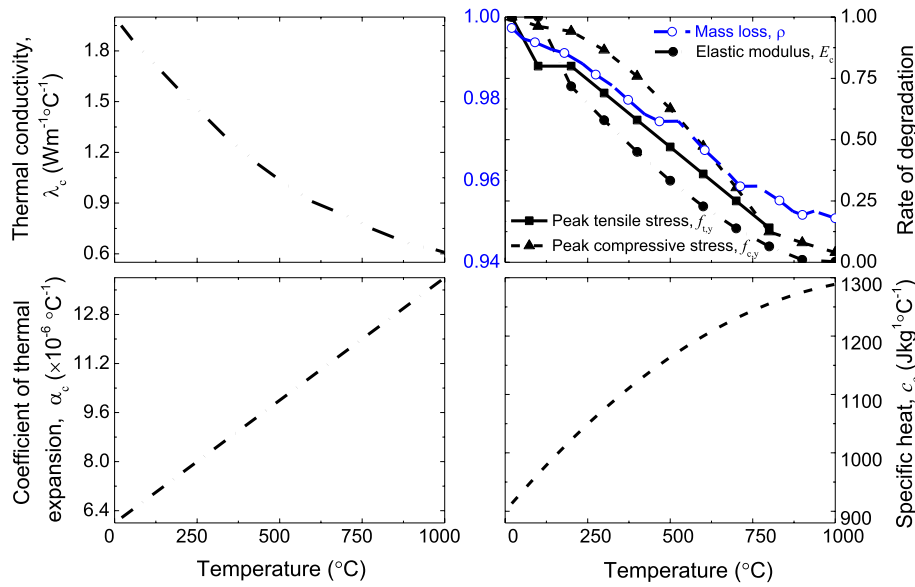 Thermal conductivity,
λc (Wm-1°C-1)
1.8
1.5
1.2
0.9
0.6
1.00
0.98
0.96
0.94
Mass loss, ρ
Elastic modulus, Ec
Peak tensile stress, ft,y
Peak compressive stress, fc,y
1.00
0.75
0.50
0.25
0.00
Rate of degradation
Coefficient of thermal
expansion, αc (×10-6 °C-1)
12.8
11.2
9.6
8.0
6.4
0
250
500
750
1000
Temperature (°C)
1300
1200
1100
1000
900
Specific heat, cc (Jkg-1°C-1)
0
250
500
750
1000
Temperature (°C)